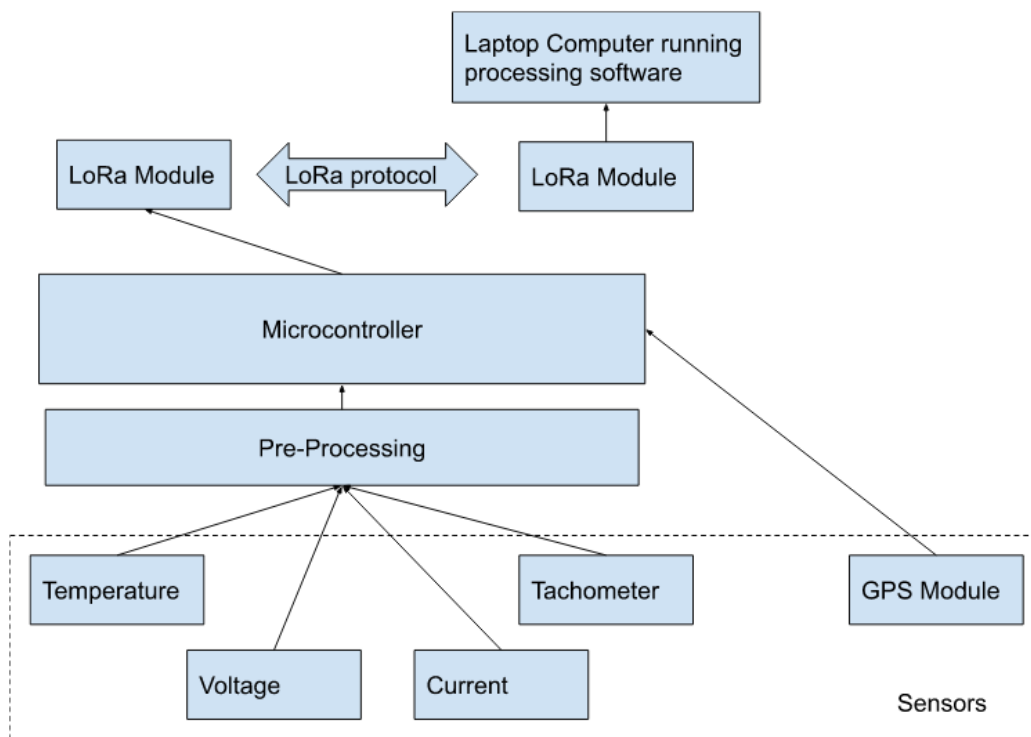 Laptop Computer running
processing software
LoRa Module
LoRa protocol
LoRa Module
Microcontroller
Pre-Processing
Temperature
Tachometer
GPS Module
Voltage
Current
Sensors